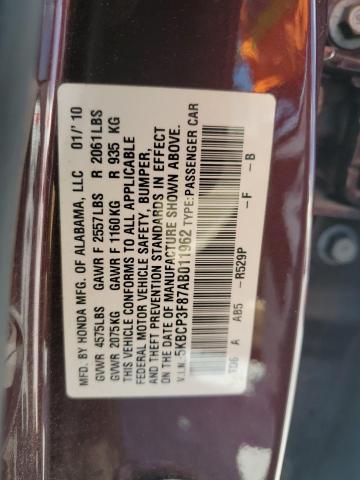 MFD. BY HONDA MFG. OF ALABAMA, LLC 01/'10
GVWR 4575LBS GAWR F 2557LBS R 2061LBS
GVWR 2075KG GAWR F 1160KG R 935 KG
THIS VEHICLE CONFORMS TO ALL APPLICABLE
FEDERAL MOTOR VEHICLE SAFETY, BUMPER,
AND THEFT PREVENTION STANDARDS IN EFFECT
ON THE DATE OF MANUFACTURE SHOWN ABOVE.
V.I.N.: 5KBCP3F87AB011962 TYPE: PASSENGER CAR
TD6 A AB5 -R529P -F -B